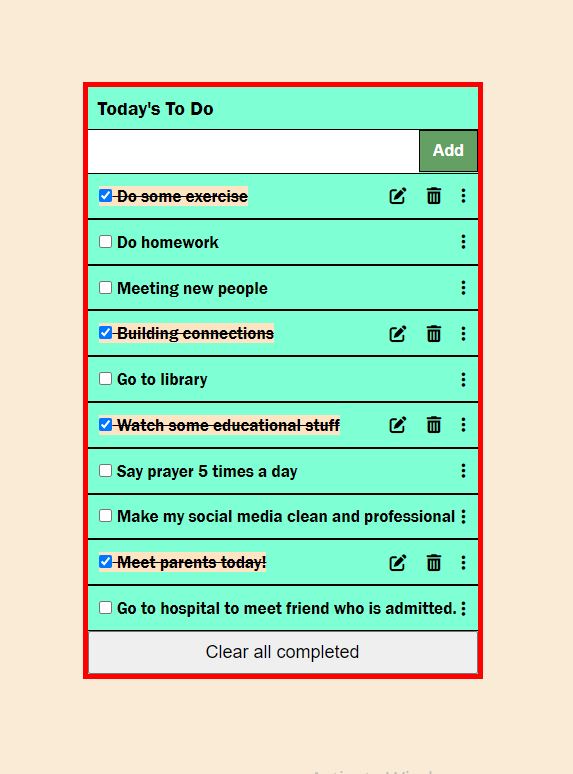 Today's To Do
Add
Do some exercise
Do homework
Meeting new people
Building connections
Go to library
Watch some educational stuff
Say prayer 5 times a day
Make my social media clean and professional
Meet parents today!
Go to hospital to meet friend who is admitted.
Clear all completed